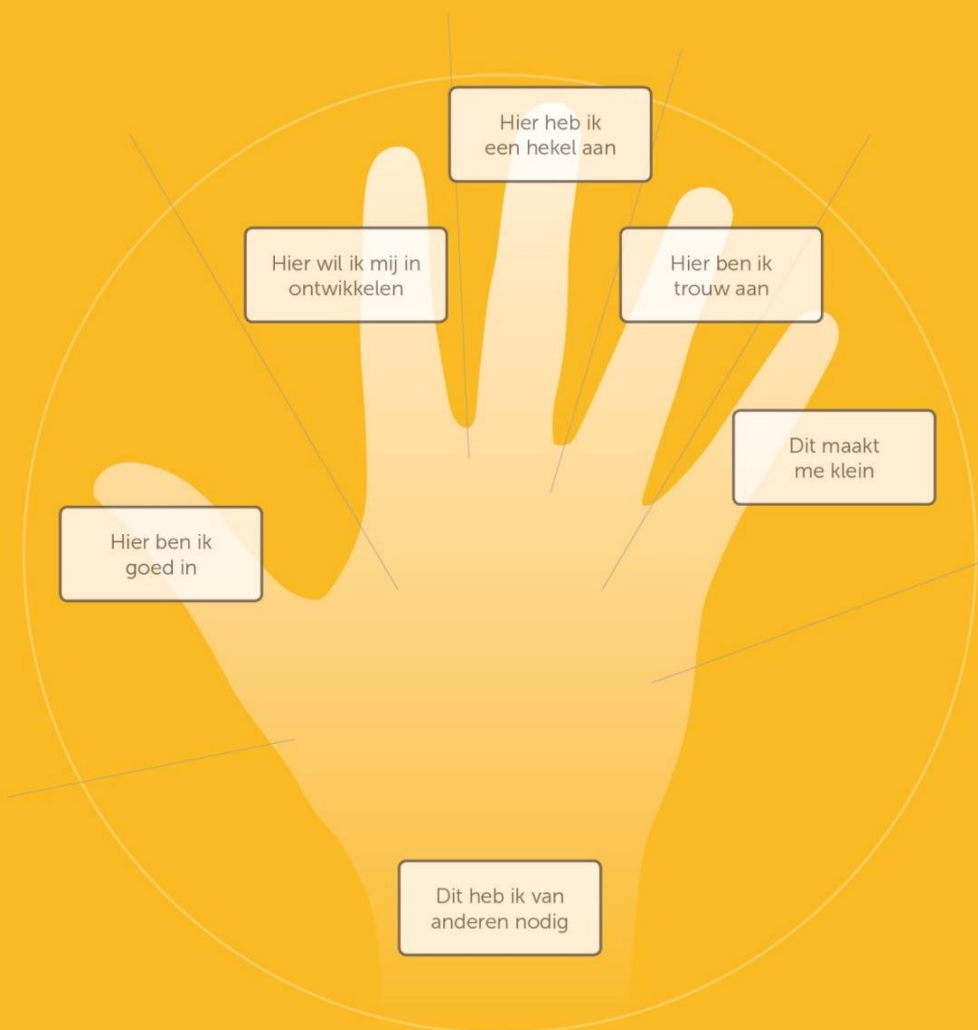 Hier heb ik
een hekel aan
Hier wil ik mij in
ontwikkelen
Hier ben ik
trouw aan
Dit maakt
me klein
Hier ben ik
goed in
Dit heb ik van
anderen nodig